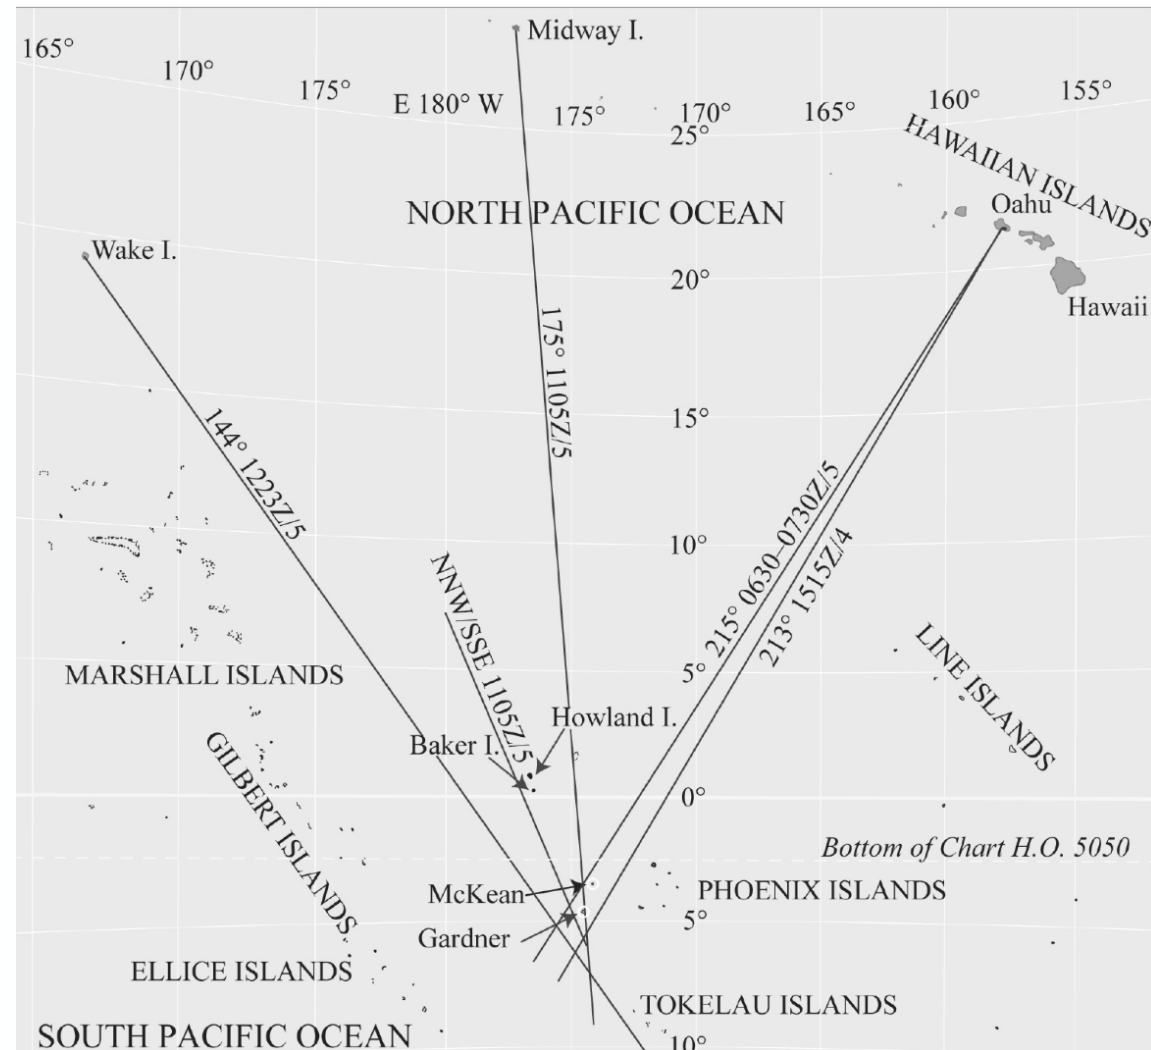 Midway I.
165°
170°
175°
E 180° W
175°
170°
165°
160°
155°
25°
HAWAIIAN ISLANDS
NORTH PACIFIC OCEAN
Oahu
Wake I.
20°
Hawaii
175° 1105Z/5
15°
144° 1223Z/5
10°
215° 0630–0730Z/5
213° 1515Z/4
NNW/SSE 1105Z/5
LINE ISLANDS
5°
MARSHALL ISLANDS
Howland I.
Baker I.
GILBERT ISLANDS
0°
Bottom of Chart H.O. 5050
McKean
PHOENIX ISLANDS
5°
Gardner
ELLICE ISLANDS
TOKELAU ISLANDS
SOUTH PACIFIC OCEAN
10°